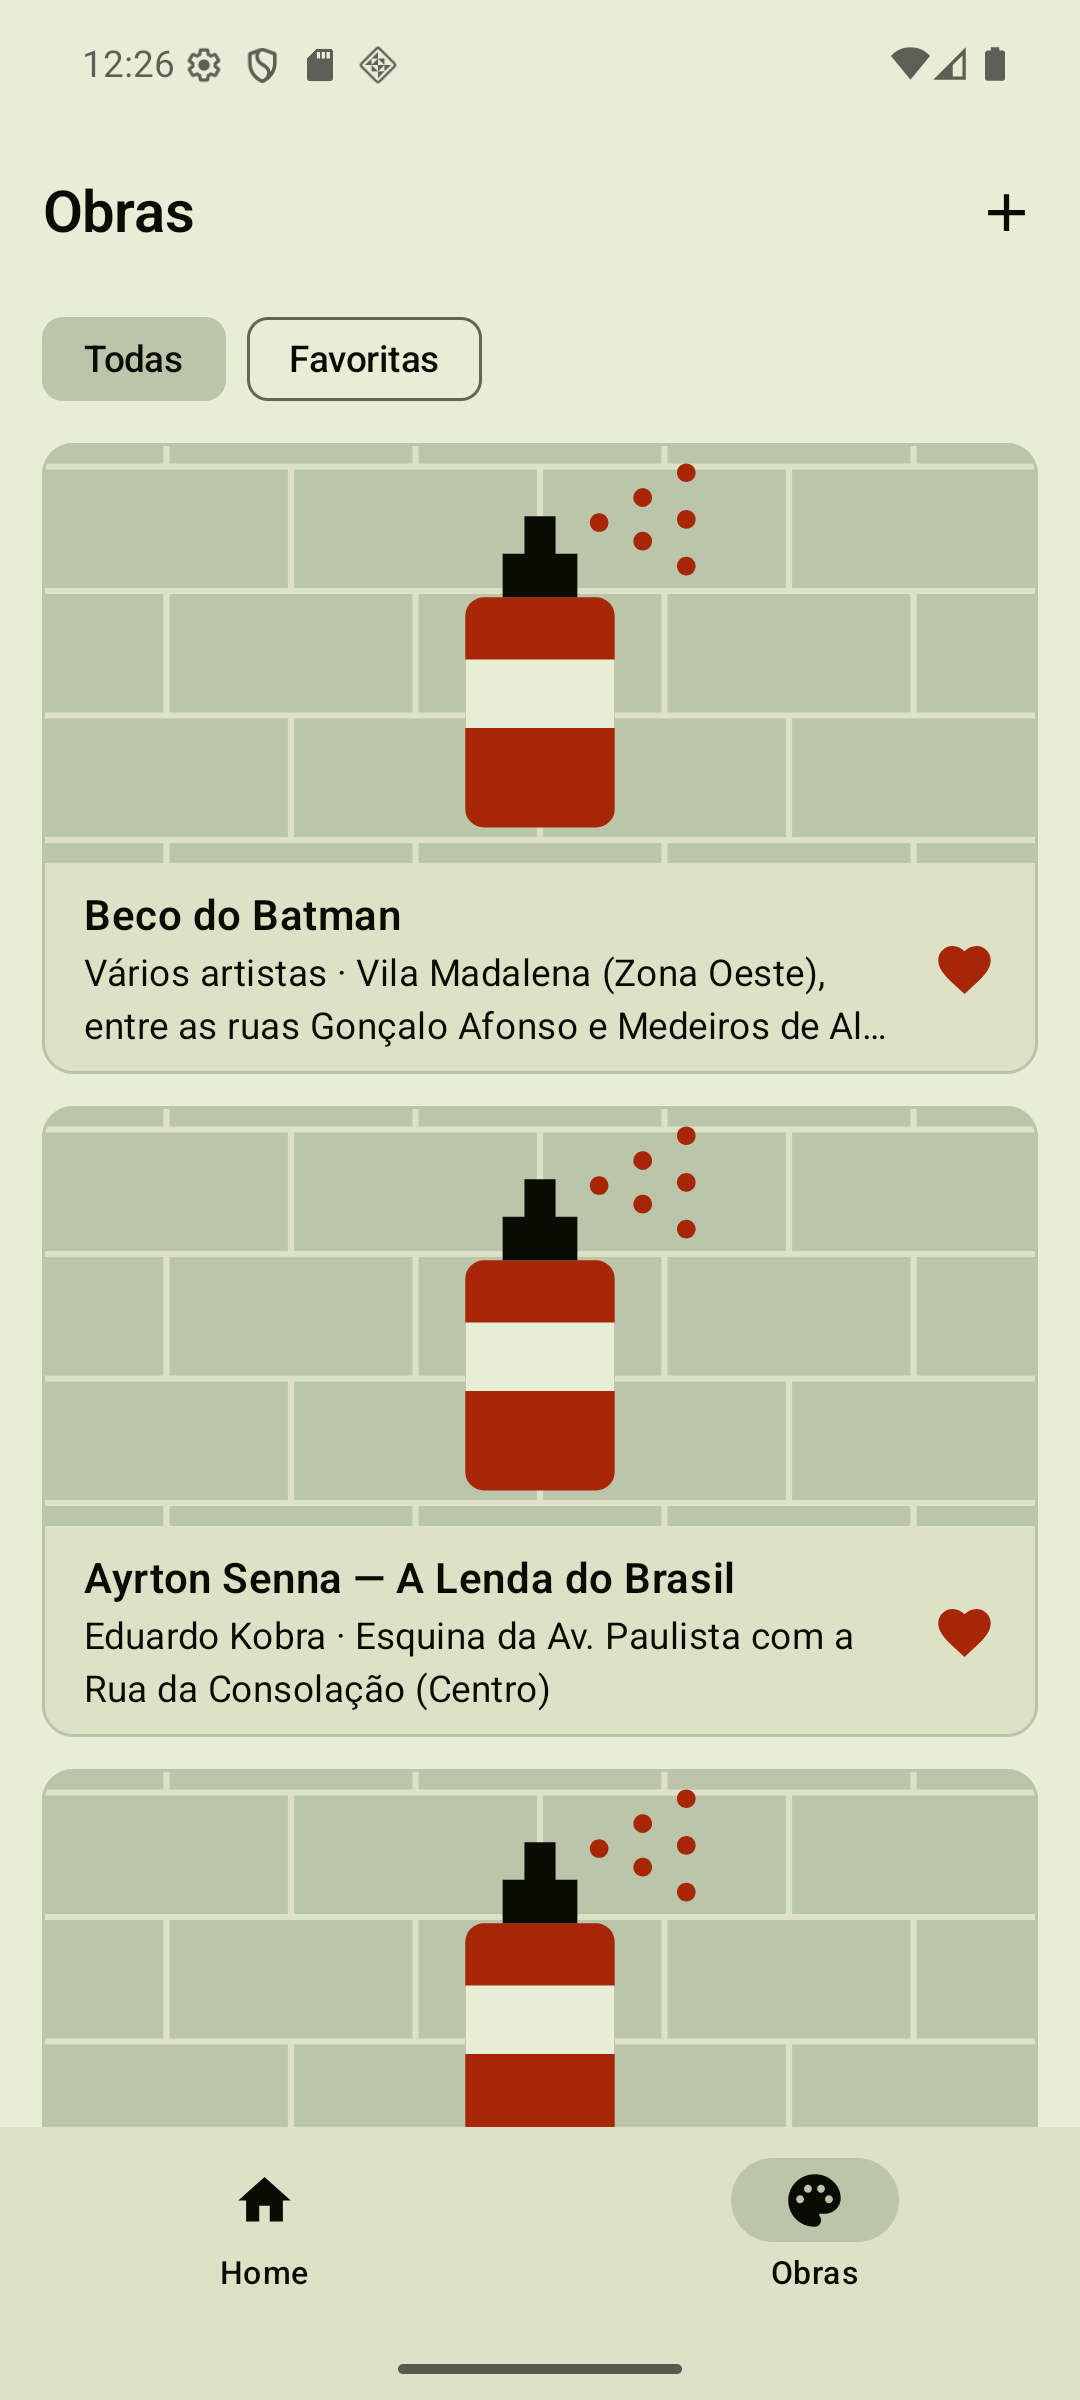 12:26
Obras
Todas
Favoritas
Beco do Batman
Vários artistas · Vila Madalena (Zona Oeste),
entre as ruas Gonçalo Afonso e Medeiros de Al…
Ayrton Senna — A Lenda do Brasil
Eduardo Kobra · Esquina da Av. Paulista com a
Rua da Consolação (Centro)
Home
Obras